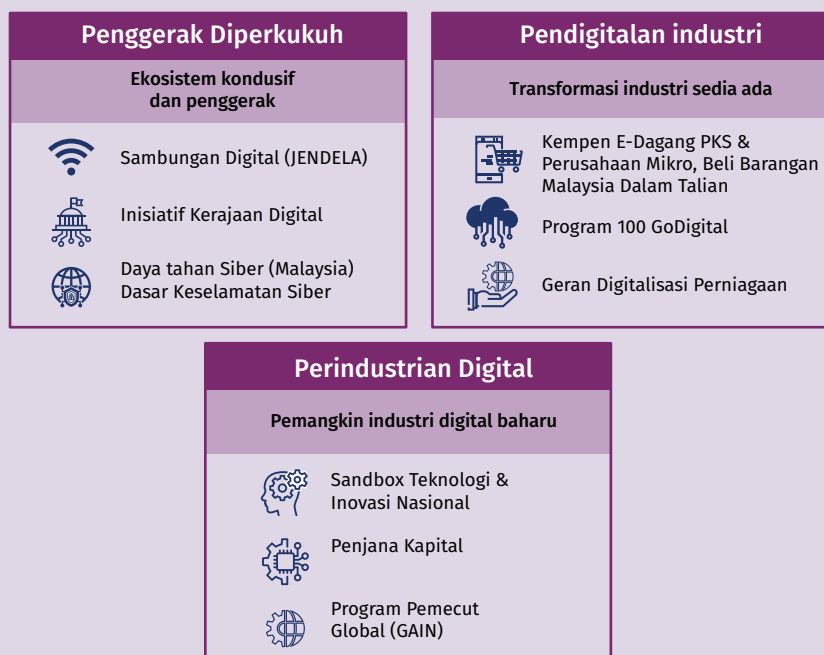 Penggerak Diperkukuh
Ekosistem kondusif
dan penggerak
Sambungan Digital (JENDELA)
Inisiatif Kerajaan Digital
Daya tahan Siber (Malaysia)
Dasar Keselamatan Siber
Pendigitalan industri
Transformasi industri sedia ada
Kempen E-Dagang PKS &
Perusahaan Mikro, Beli Barangan
Malaysia Dalam Talian
Program 100 GoDigital
Geran Digitalisasi Perniagaan
Perindustrian Digital
Pemangkin industri digital baharu
Sandbox Teknologi &
Inovasi Nasional
Penjana Kapital
Program Pemecut
Global (GAIN)